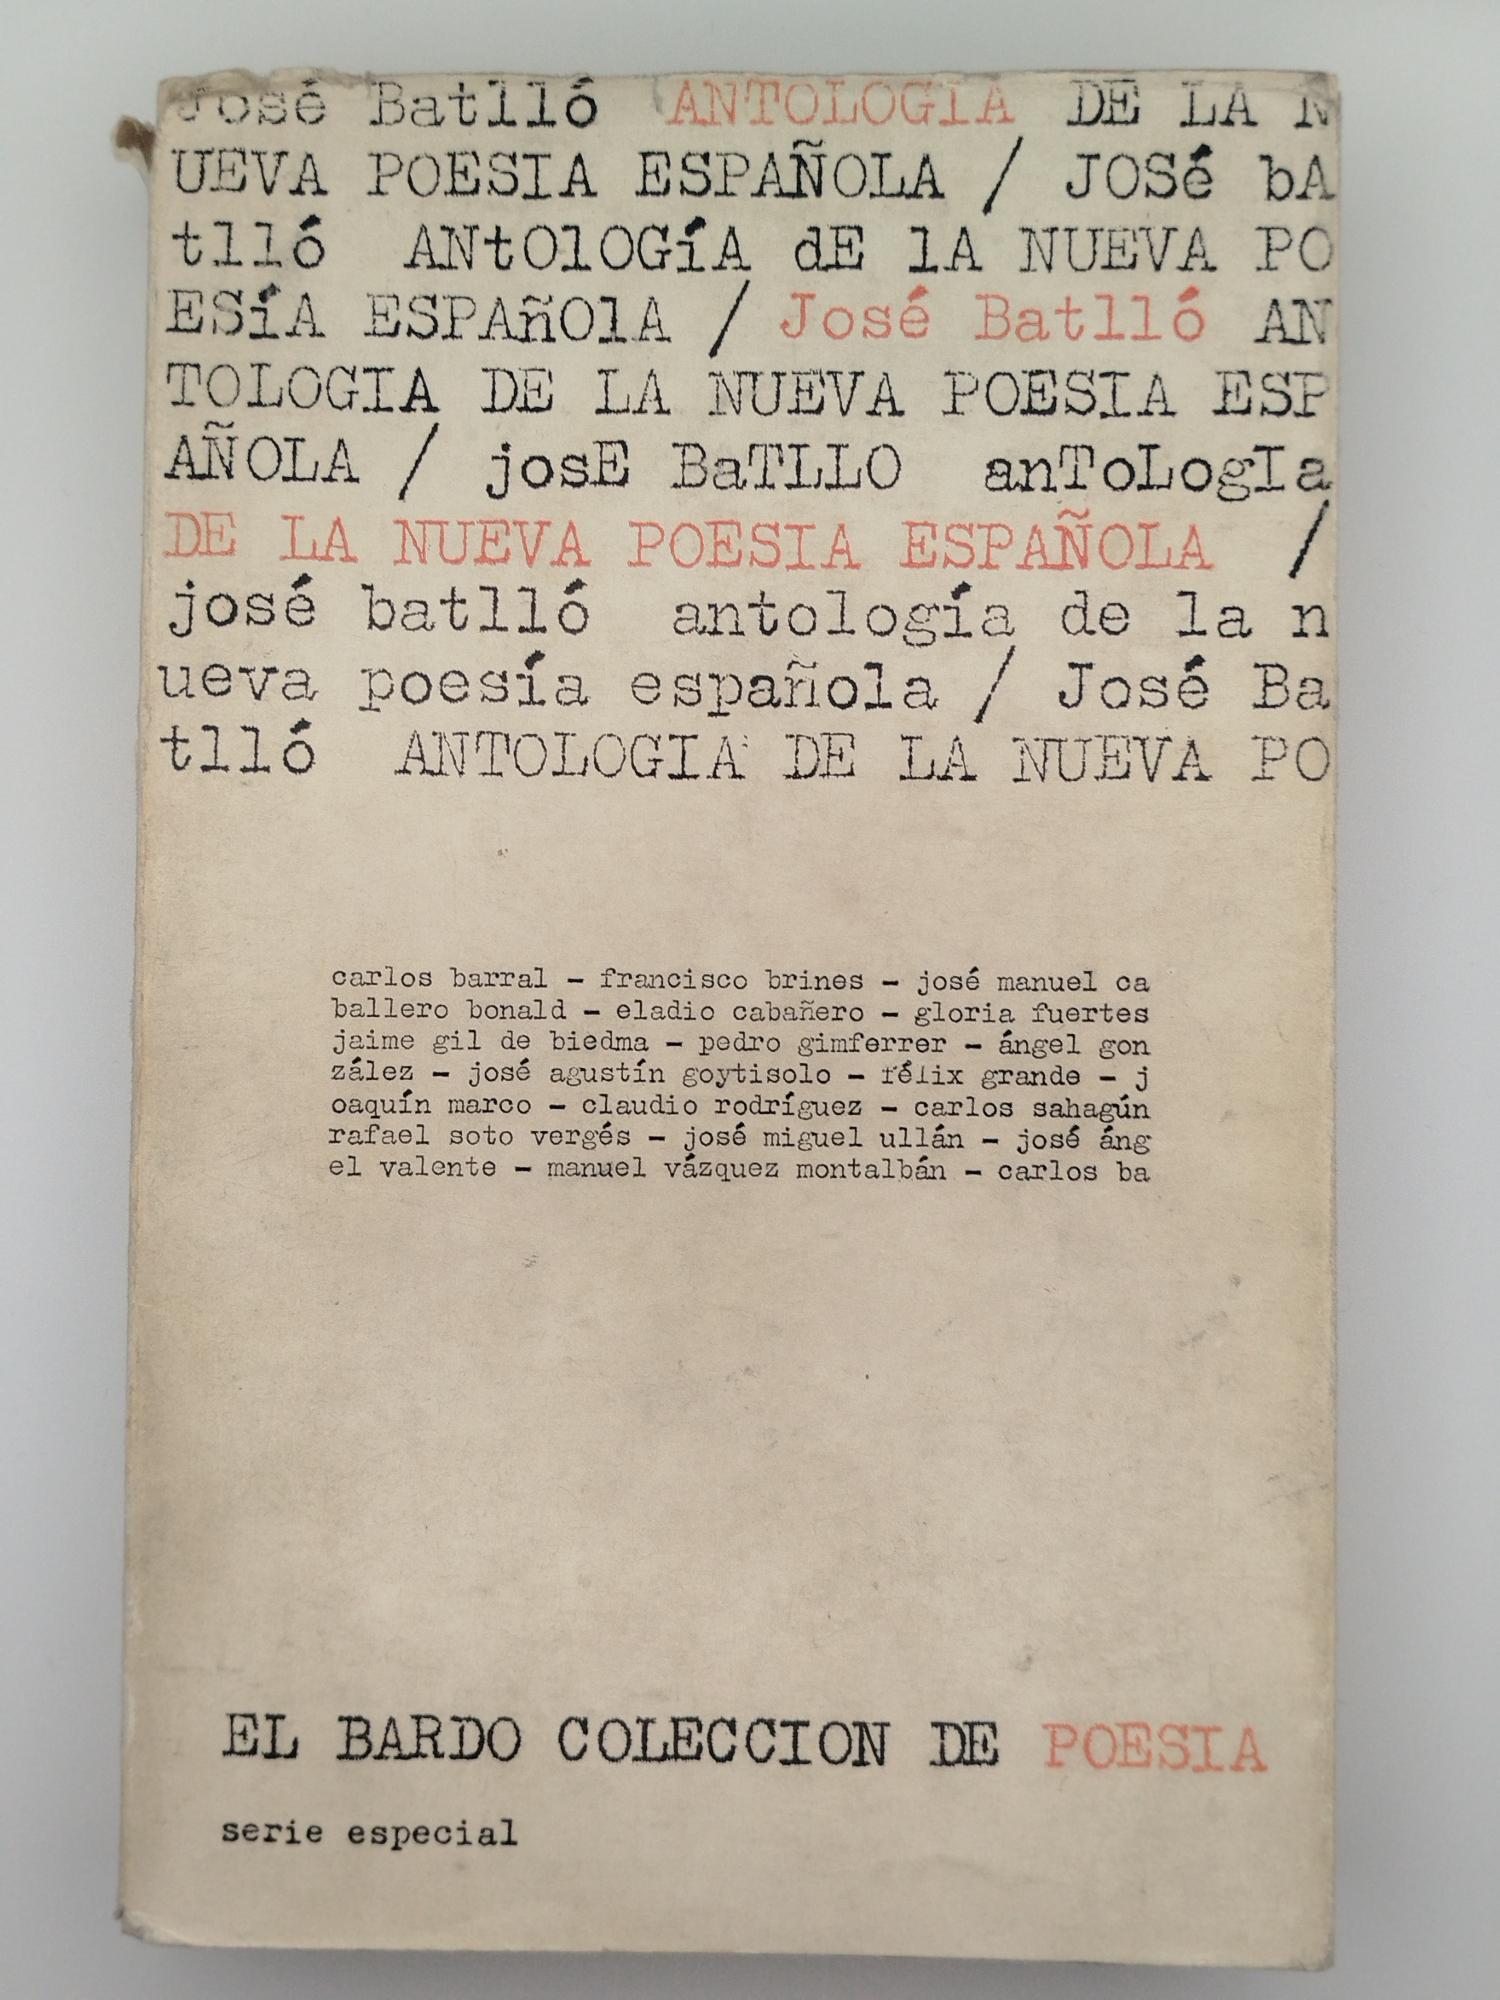 José Batlló ANTOLOGIA DE LA N
UEVA POESIA ESPAÑOLA / JOSé bA
tlló ANtOlOGíA dE lA NUEVA PO
ESíA ESPAñOlA / José Batlló AN
TOLOGIA DE LA NUEVA POESIA ESP
AÑOLA / josE BaTLLO anToLogIa
DE LA NUEVA POESIA ESPAÑOLA /
josé batlló antología de la n
ueva poesía española / José Ba
tlló ANTOLOGIA DE LA NUEVA PO
carlos barral – francisco brines – josé manuel ca
ballero bonald – eladio cabañero – gloria fuertes
jaime gil de biedma – pedro gimferrer – ángel gon
zález – josé agustín goytisolo – félix grande – j
oaquín marco – claudio rodríguez – carlos sahagún
rafael soto vergés – josé miguel ullán – josé áng
el valente – manuel vázquez montalbán – carlos ba
EL BARDO COLECCION DE POESIA
serie especial